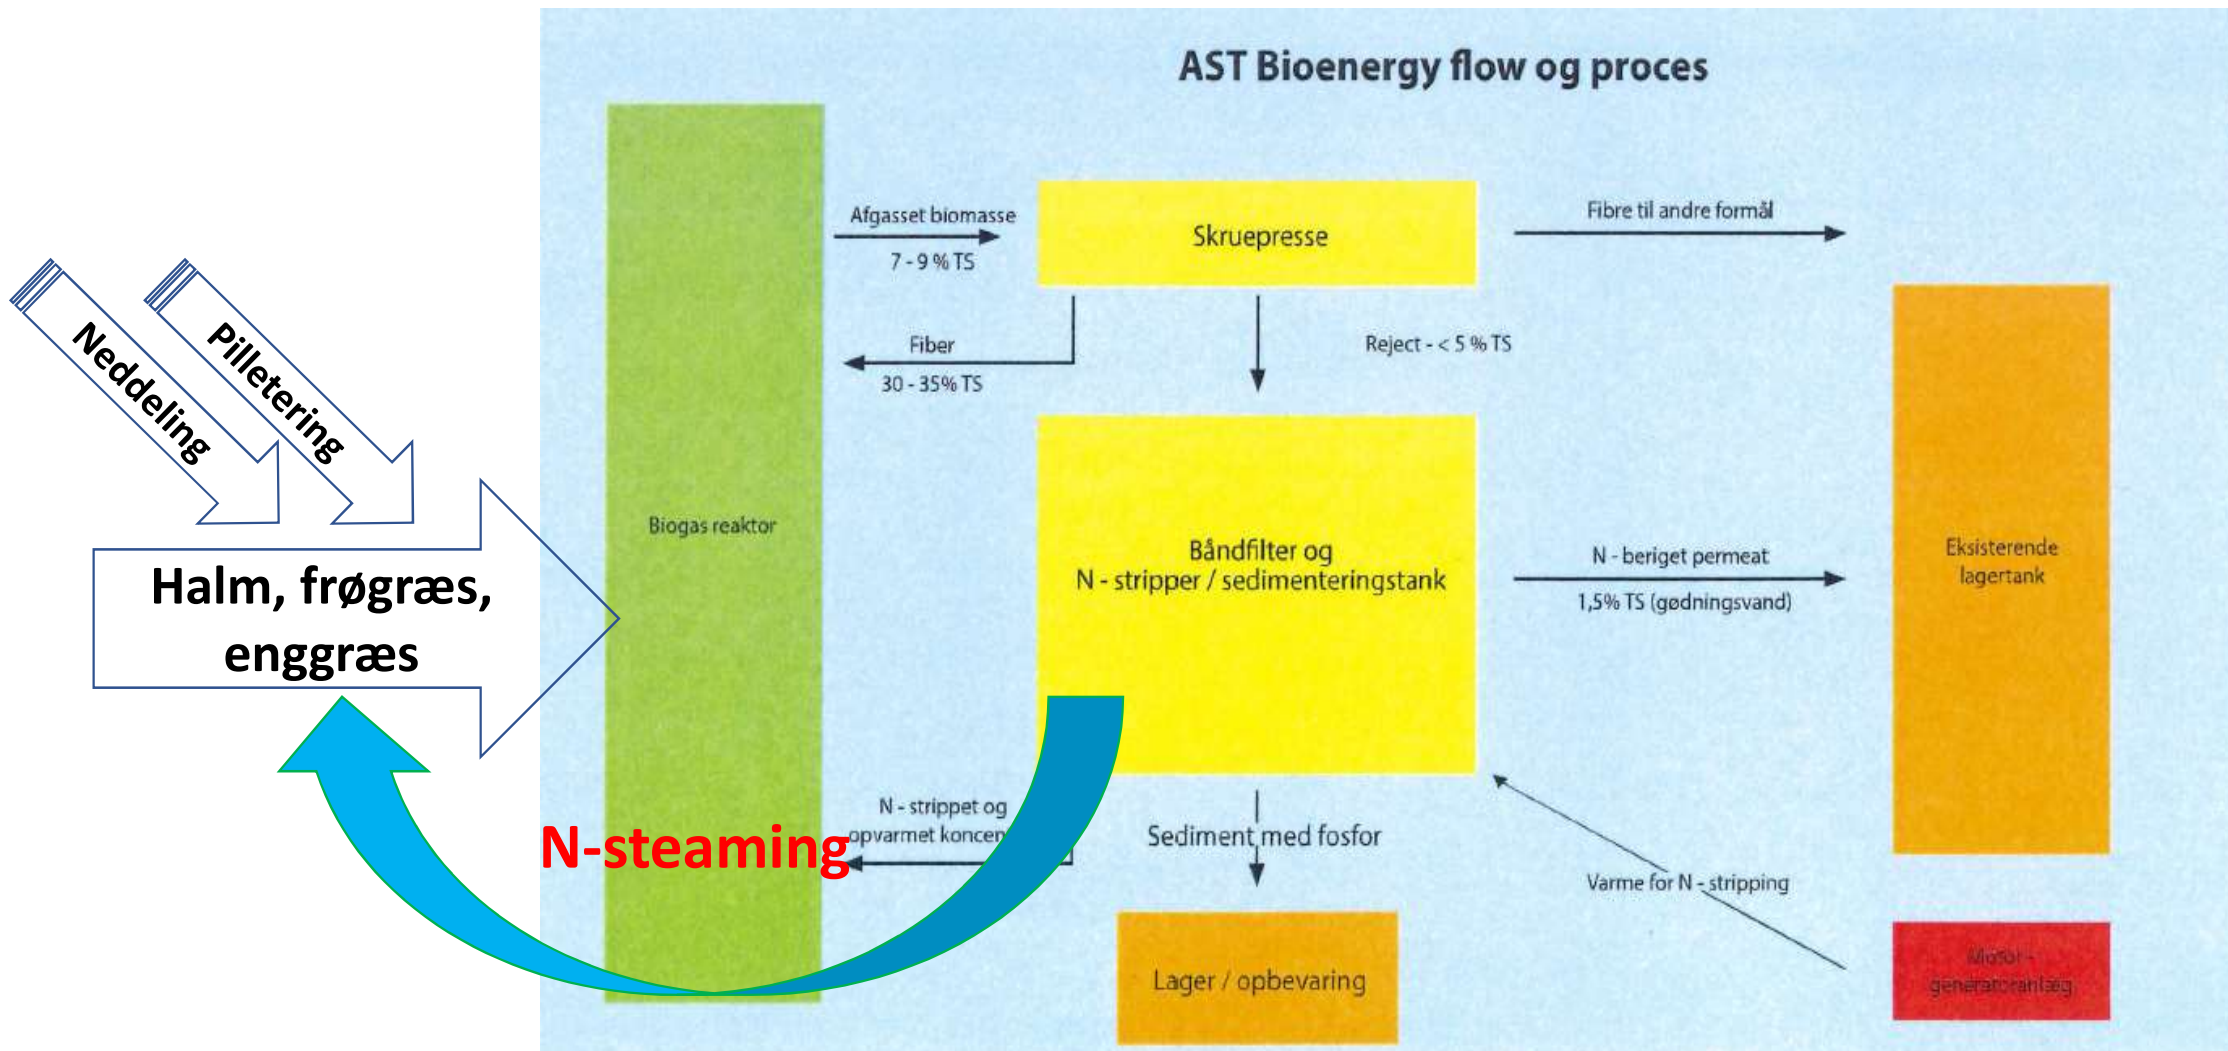 AST Bioenergy flow og proces
Neddeling
Pilletering
Halm, frøgræs,
enggræs
Biogas reaktor
Afgasset biomasse
7 - 9 % TS
Skruepresse
Fibre til andre formål
Fiber
30 - 35% TS
Reject - < 5 % TS
Båndfilter og
N - stripper / sedimenteringstank
N - beriget permeat
1,5% TS (gødningsvand)
Eksisterende
lagertank
N - strippet og
opvarmet koncen
N-steaming
Sediment med fosfor
Varme for N - stripping
Lager / opbevaring
Motor -
generatoranlæg